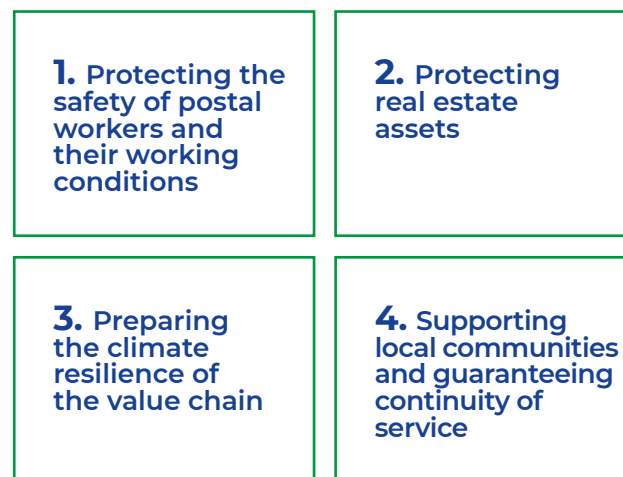 1. Protecting the
safety of postal
workers and
their working
conditions
2. Protecting
real estate
assets
3. Preparing
the climate
resilience of
the value chain
4. Supporting
local communities
and guaranteeing
continuity of
service